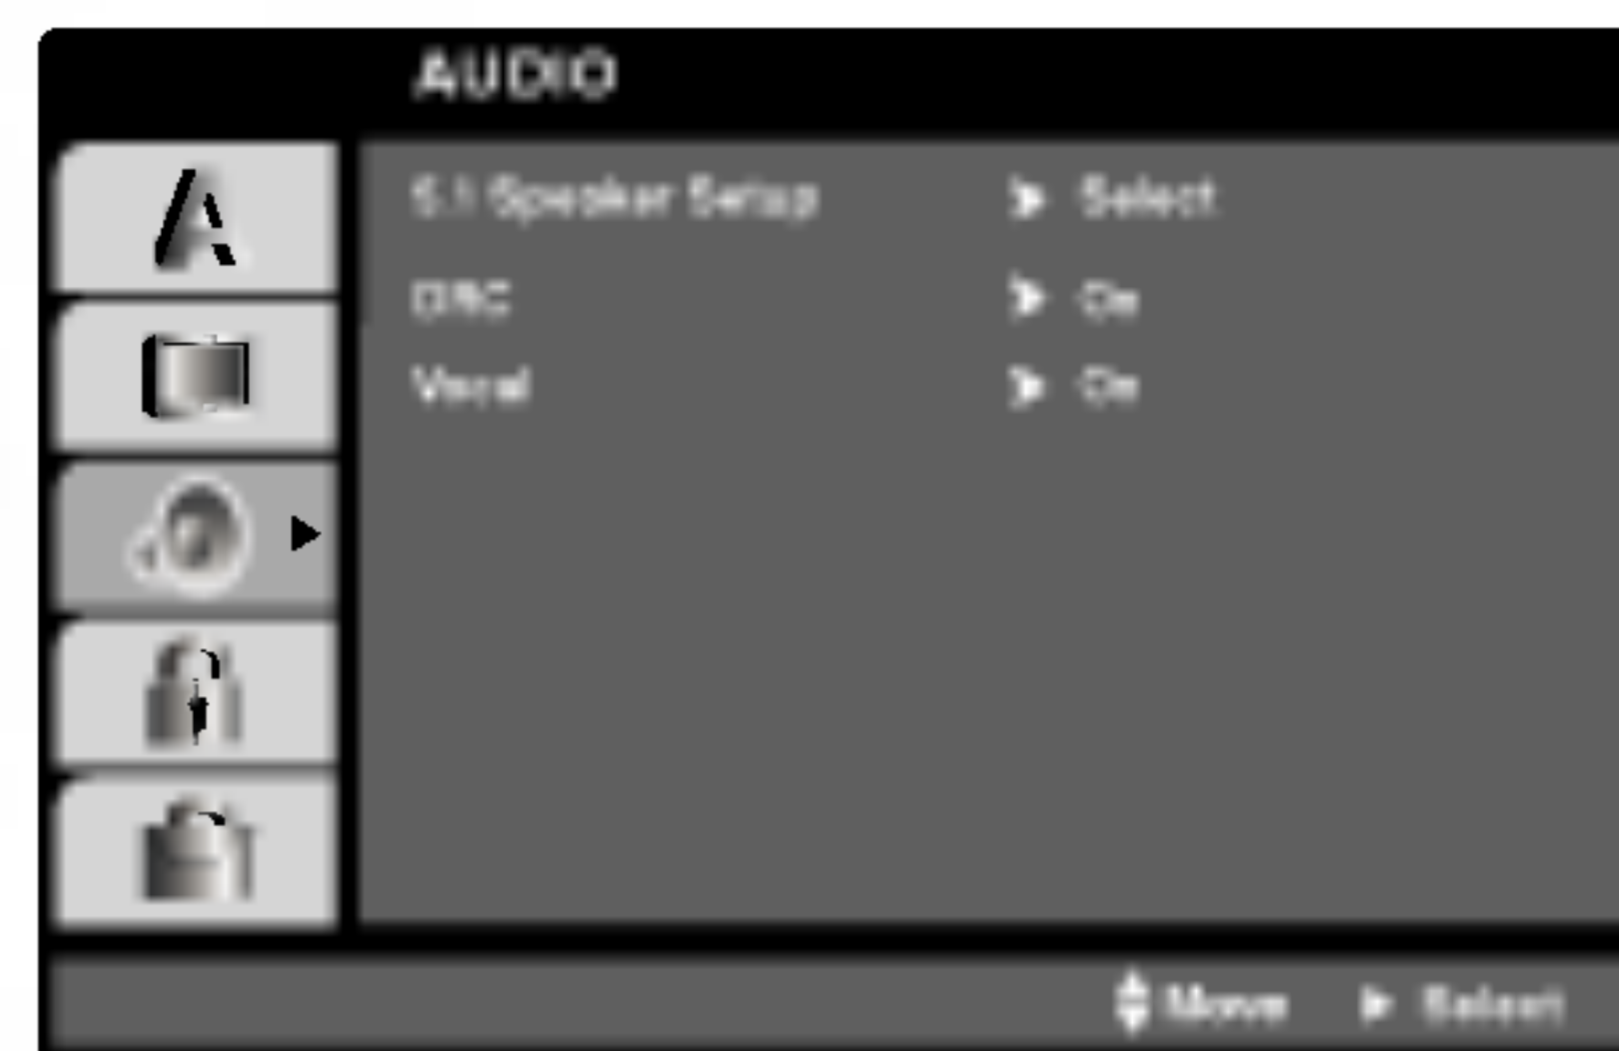 AUDIO
A
5.1 Speaker Setup Select
DRC On
Vocal On
Move Select